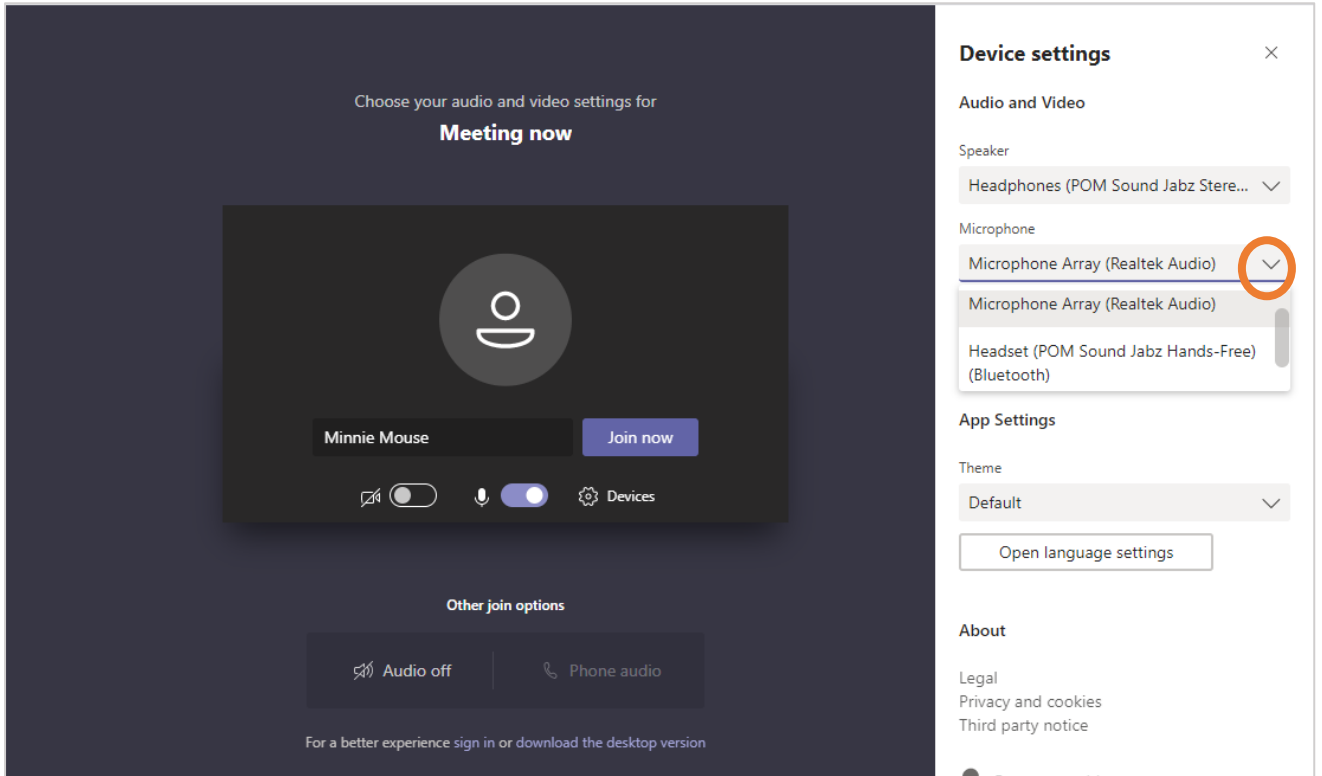 Choose your audio and video settings for
Meeting now
Minnie Mouse
Join now
Devices
Other join options
Audio off
Phone audio
For a better experience sign in or download the desktop version
Device settings
Audio and Video
Speaker
Headphones (POM Sound Jabz Stere...
Microphone
Microphone Array (Realtek Audio)
Microphone Array (Realtek Audio)
Headset (POM Sound Jabz Hands-Free)
(Bluetooth)
App Settings
Theme
Default
Open language settings
About
Legal
Privacy and cookies
Third party notice